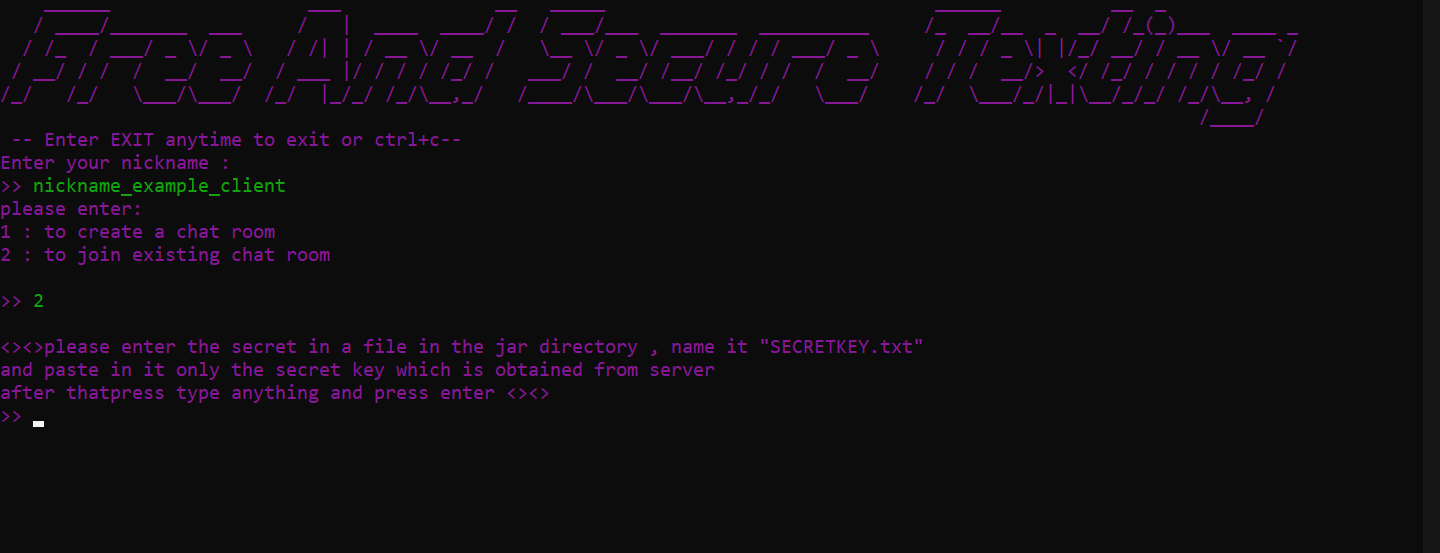 Free And Secure Texting
-- Enter EXIT anytime to exit or ctrl+c--
Enter your nickname :
>> nickname_example_client
please enter:
1 : to create a chat room
2 : to join existing chat room
>> 2
<><>please enter the secret in a file in the jar directory , name it "SECRETKEY.txt"
and paste in it only the secret key which is obtained from server
after thatpress type anything and press enter <><>
>>